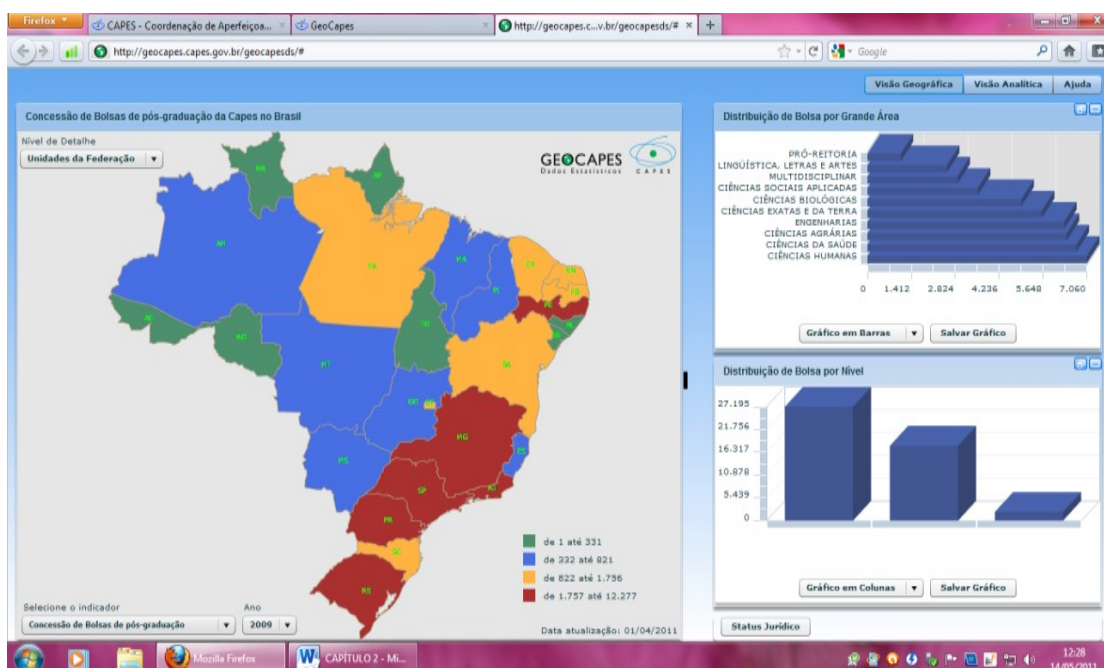 Firefox
CAPES - Coordenação de Aperfeiçoa...
GeoCapes
http://geocapes.c...v.br/geocapesds/#
http://geocapes.capes.gov.br/geocapesds/#
Google
Visão Geográfica
Visão Analítica
Ajuda
Concessão de Bolsas de pós-graduação da Capes no Brasil
Nível de Detalhe
Unidades da Federação
GEOCAPES
Dados Estatísticos
CAPES
RR
AP
AM
PA
MA
CE
RN
PB
PE
AL
AC
RO
TO
MT
BA
GO
MG
ES
MS
SP
RJ
PR
SC
RS
de 1 até 331
de 332 até 821
de 822 até 1.756
de 1.757 até 12.277
Selecione o indicador
Ano
Concessão de Bolsas de pós-graduação
2009
Data atualização: 01/04/2011
Distribuição de Bolsa por Grande Área
PRÓ-REITORIA
LINGÜÍSTICA, LETRAS E ARTES
MULTIDISCIPLINAR
CIÊNCIAS SOCIAIS APLICADAS
CIÊNCIAS BIOLÓGICAS
CIÊNCIAS EXATAS E DA TERRA
ENGENHARIAS
CIÊNCIAS AGRÁRIAS
CIÊNCIAS DA SAÚDE
CIÊNCIAS HUMANAS
0 1.412 2.824 4.236 5.648 7.060
Gráfico em Barras
Salvar Gráfico
Distribuição de Bolsa por Nível
27.195
21.756
16.317
10.878
5.439
0
Gráfico em Colunas
Salvar Gráfico
Status Jurídico
Mozilla Firefox
CAPÍTULO 2 - Mi...
12:28
14/05/2011